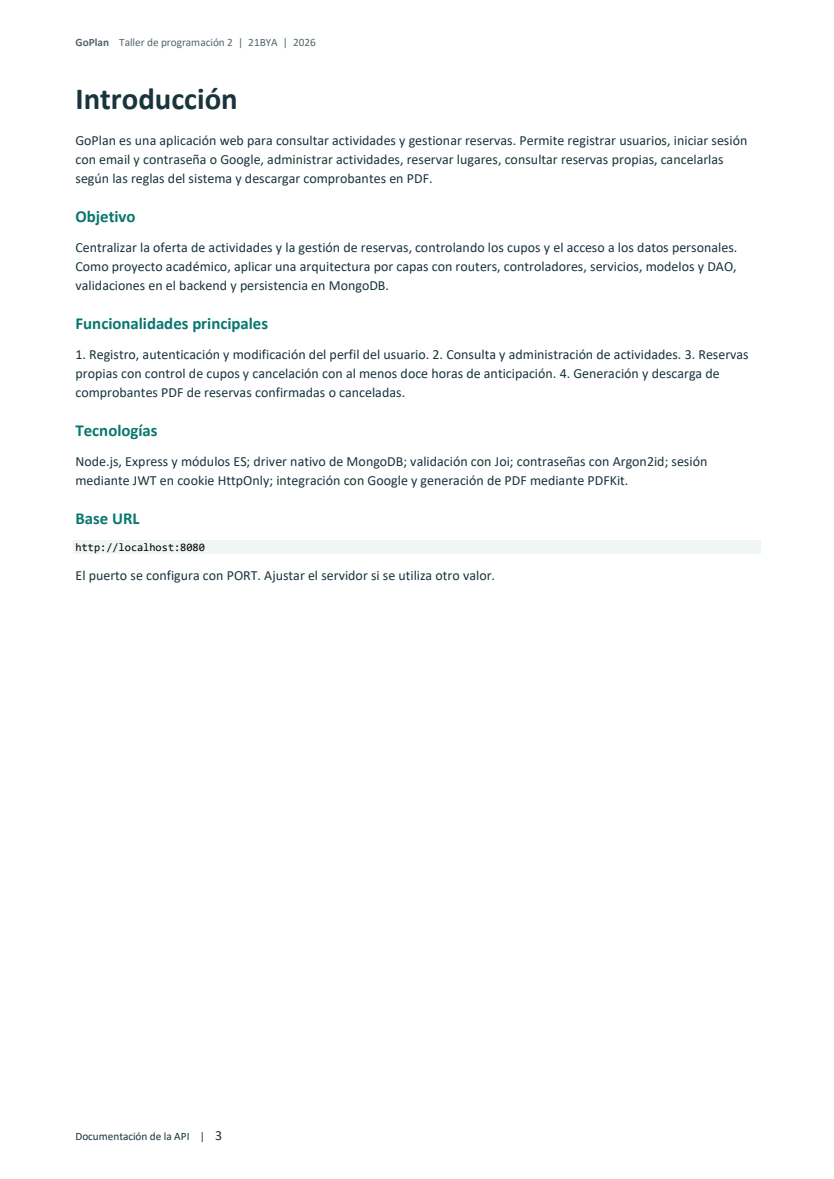 GoPlan Taller de programación 2 | 21BYA | 2026
Introducción
GoPlan es una aplicación web para consultar actividades y gestionar reservas. Permite registrar usuarios, iniciar sesión
con email y contraseña o Google, administrar actividades, reservar lugares, consultar reservas propias, cancelarlas
según las reglas del sistema y descargar comprobantes en PDF.
Objetivo
Centralizar la oferta de actividades y la gestión de reservas, controlando los cupos y el acceso a los datos personales.
Como proyecto académico, aplicar una arquitectura por capas con routers, controladores, servicios, modelos y DAO,
validaciones en el backend y persistencia en MongoDB.
Funcionalidades principales
1. Registro, autenticación y modificación del perfil del usuario. 2. Consulta y administración de actividades. 3. Reservas
propias con control de cupos y cancelación con al menos doce horas de anticipación. 4. Generación y descarga de
comprobantes PDF de reservas confirmadas o canceladas.
Tecnologías
Node.js, Express y módulos ES; driver nativo de MongoDB; validación con Joi; contraseñas con Argon2id; sesión
mediante JWT en cookie HttpOnly; integración con Google y generación de PDF mediante PDFKit.
Base URL
http://localhost:8080
El puerto se configura con PORT. Ajustar el servidor si se utiliza otro valor.
Documentación de la API | 3